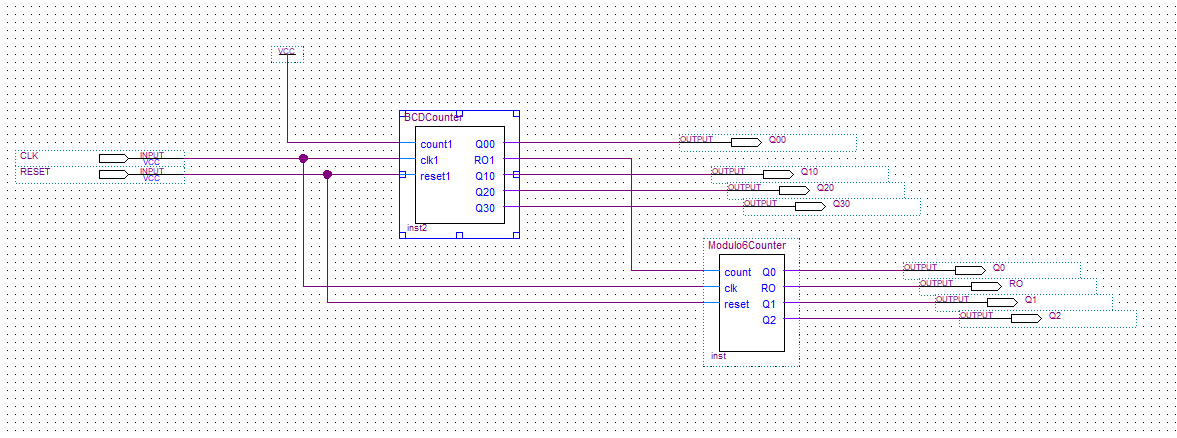 VCC
BCDCounter
count1 Q00
clk1 RO1
reset1 Q10
Q20
Q30
inst2
CLK INPUT
VCC
RESET INPUT
VCC
OUTPUT Q00
OUTPUT Q10
OUTPUT Q20
OUTPUT Q30
Modulo6Counter
count Q0
clk RO
reset Q1
Q2
inst
OUTPUT Q0
OUTPUT RO
OUTPUT Q1
OUTPUT Q2